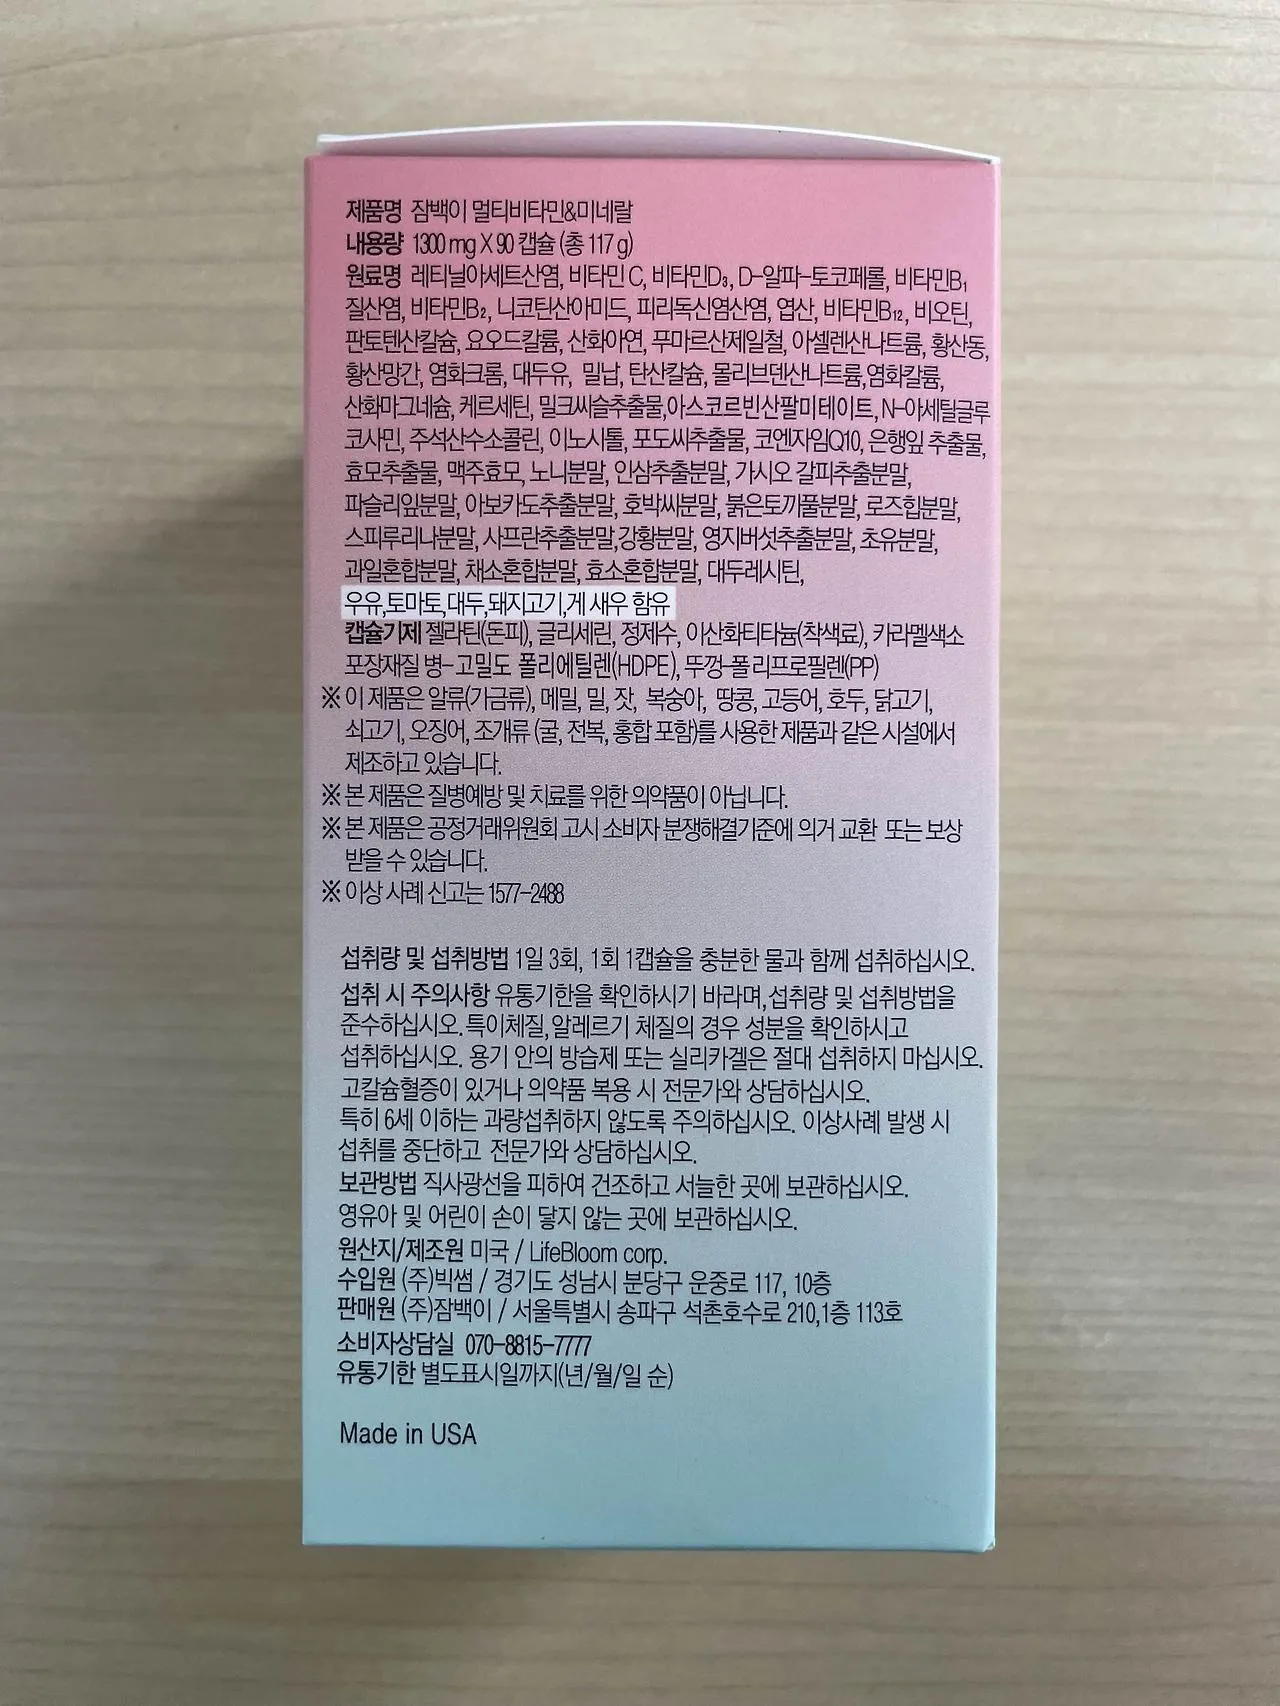 제품명 잠백이 멀티비타민&미네랄
내용량 1300 mg X 90 캡슐 (총 117 g)
원료명 레티닐아세트산염, 비타민 C, 비타민D₃, D-알파-토코페롤, 비타민B₁
질산염, 비타민B₂, 니코틴산아미드, 피리독신염산염, 엽산, 비타민B₁₂, 비오틴,
판토텐산칼슘, 요오드칼륨, 산화아연, 푸마르산제일철, 아셀렌산나트륨, 황산동,
황산망간, 염화크롬, 대두유, 밀납, 탄산칼슘, 몰리브덴산나트륨,염화칼륨,
산화마그네슘, 케르세틴, 밀크씨슬추출물,아스코르빈산팔미테이트, N-아세틸글루
코사민, 주석산수소콜린, 이노시톨, 포도씨추출물, 코엔자임Q10, 은행잎 추출물,
효모추출물, 맥주효모, 노니분말, 인삼추출분말, 가시오 갈피추출분말,
파슬리잎분말, 아보카도추출분말, 호박씨분말, 붉은토끼풀분말, 로즈힙분말,
스피루리나분말, 사프란추출분말,강황분말, 영지버섯추출분말, 초유분말,
과일혼합분말, 채소혼합분말, 효소혼합분말, 대두레시틴,
우유,토마토,대두,돼지고기,게 새우 함유
캡슐기제 젤라틴(돈피), 글리세린, 정제수, 이산화티타늄(착색료), 카라멜색소
포장재질 병-고밀도 폴리에틸렌(HDPE), 뚜껑-폴리프로필렌(PP)
※ 이 제품은 알류(가금류), 메밀, 밀, 잣, 복숭아, 땅콩, 고등어, 호두, 닭고기,
쇠고기, 오징어, 조개류 (굴, 전복, 홍합 포함)를 사용한 제품과 같은 시설에서
제조하고 있습니다.
※ 본 제품은 질병예방 및 치료를 위한 의약품이 아닙니다.
※ 본 제품은 공정거래위원회 고시 소비자 분쟁해결기준에 의거 교환 또는 보상
받을 수 있습니다.
※ 이상 사례 신고는 1577-2488
섭취량 및 섭취방법 1일 3회, 1회 1캡슐을 충분한 물과 함께 섭취하십시오.
섭취 시 주의사항 유통기한을 확인하시기 바라며,섭취량 및 섭취방법을
준수하십시오. 특이체질, 알레르기 체질의 경우 성분을 확인하시고
섭취하십시오. 용기 안의 방습제 또는 실리카겔은 절대 섭취하지 마십시오.
고칼슘혈증이 있거나 의약품 복용 시 전문가와 상담하십시오.
특히 6세 이하는 과량섭취하지 않도록 주의하십시오. 이상사례 발생 시
섭취를 중단하고 전문가와 상담하십시오.
보관방법 직사광선을 피하여 건조하고 서늘한 곳에 보관하십시오.
영유아 및 어린이 손이 닿지 않는 곳에 보관하십시오.
원산지/제조원 미국 / LifeBloom corp.
수입원 (주)빅썸 / 경기도 성남시 분당구 운중로 117, 10층
판매원 (주)잠백이 / 서울특별시 송파구 석촌호수로 210,1층 113호
소비자상담실 070-8815-7777
유통기한 별도표시일까지(년/월/일 순)
Made in USA